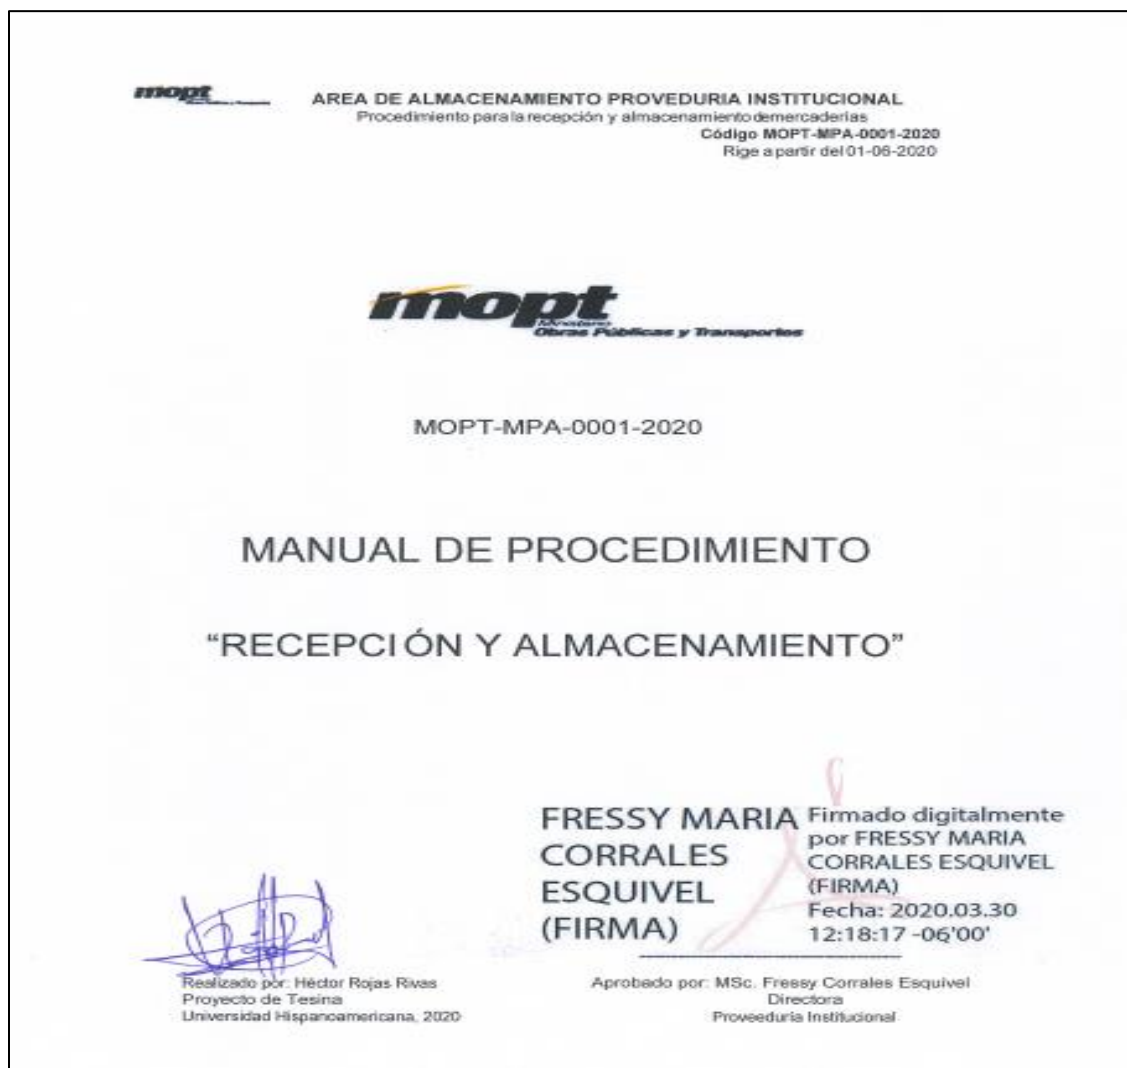 mopt
AREA DE ALMACENAMIENTO PROVEDURIA INSTITUCIONAL
Procedimiento para la recepción y almacenamiento demercaderías
Código MOPT-MPA-0001-2020
Rige a partir del 01-06-2020
mopt
Ministerio
Obras Públicas y Transportes
MOPT-MPA-0001-2020
MANUAL DE PROCEDIMIENTO
“RECEPCIÓN Y ALMACENAMIENTO”
FRESSY MARIA
CORRALES
ESQUIVEL
(FIRMA)
Firmado digitalmente
por FRESSY MARIA
CORRALES ESQUIVEL
(FIRMA)
Fecha: 2020.03.30
12:18:17 -06'00'
Realizado por: Héctor Rojas Rivas
Proyecto de Tesina
Universidad Hispanoamericana, 2020
Aprobado por: MSc. Fressy Corrales Esquivel
Directora
Proveeduría Institucional